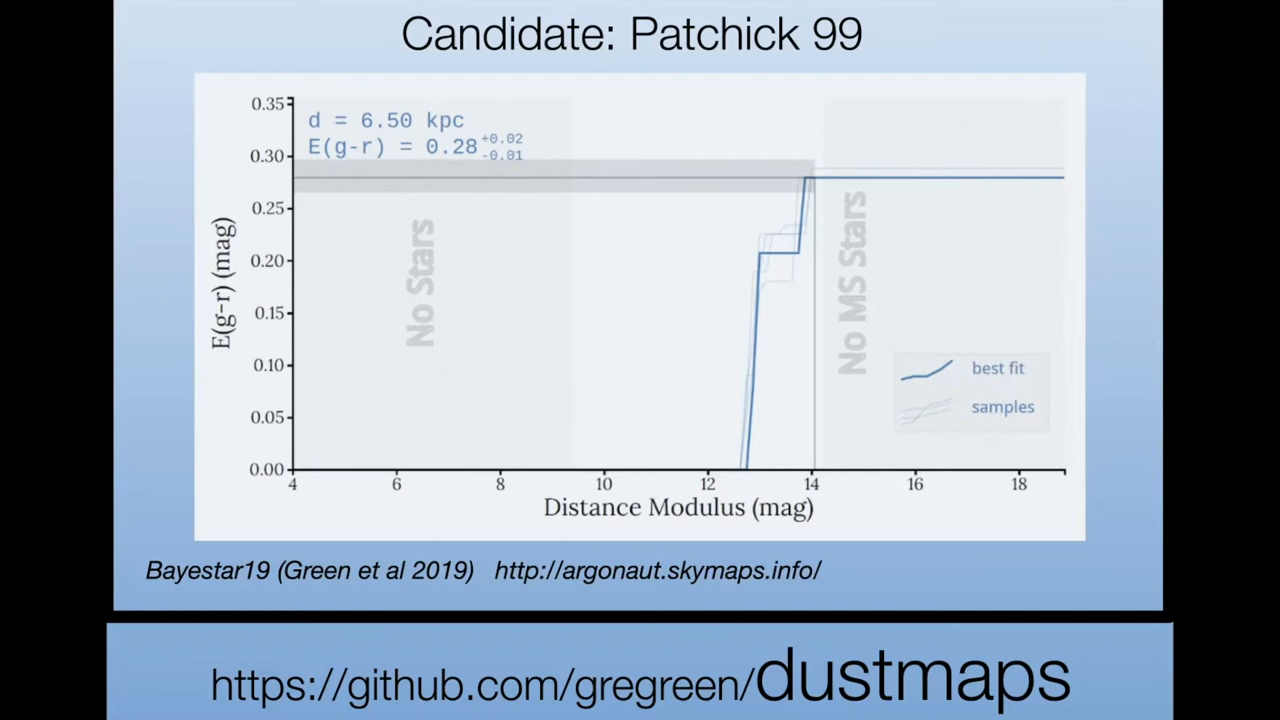 Candidate: Patchick 99
d = 6.50 kpc
E(g-r) = 0.28 +0.02 -0.01
0.35
0.30
0.25
0.20
0.15
0.10
0.05
0.00
E(g-r) (mag)
No Stars
No MS Stars
best fit
samples
4 6 8 10 12 14 16 18
Distance Modulus (mag)
Bayestar19 (Green et al 2019) http://argonaut.skymaps.info/
https://github.com/gregreen/dustmaps